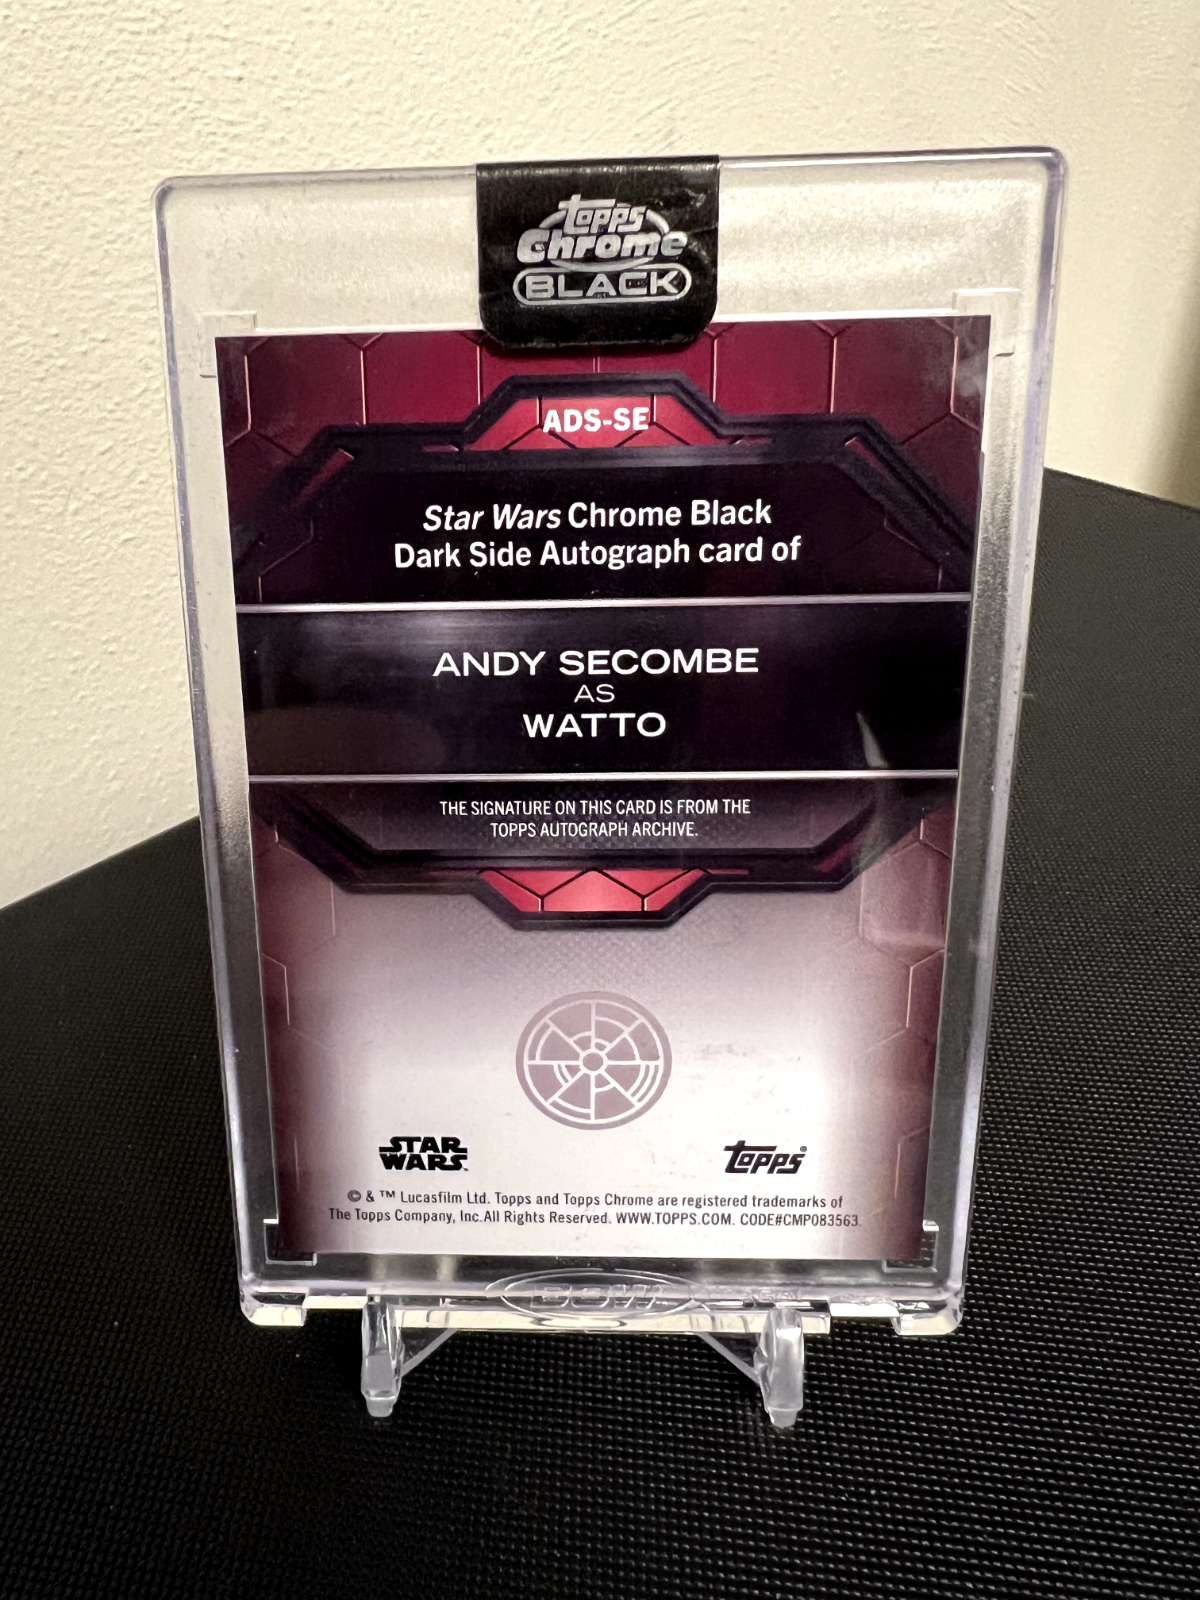 Topps
Chrome
BLACK
ADS-SE
Star Wars Chrome Black
Dark Side Autograph card of
ANDY SECOMBE
AS
WATTO
THE SIGNATURE ON THIS CARD IS FROM THE
TOPPS AUTOGRAPH ARCHIVE.
STAR
WARS™
Topps®
© & ™ Lucasfilm Ltd. Topps and Topps Chrome are registered trademarks of
The Topps Company, Inc.All Rights Reserved. WWW.TOPPS.COM. CODE#CMP083563